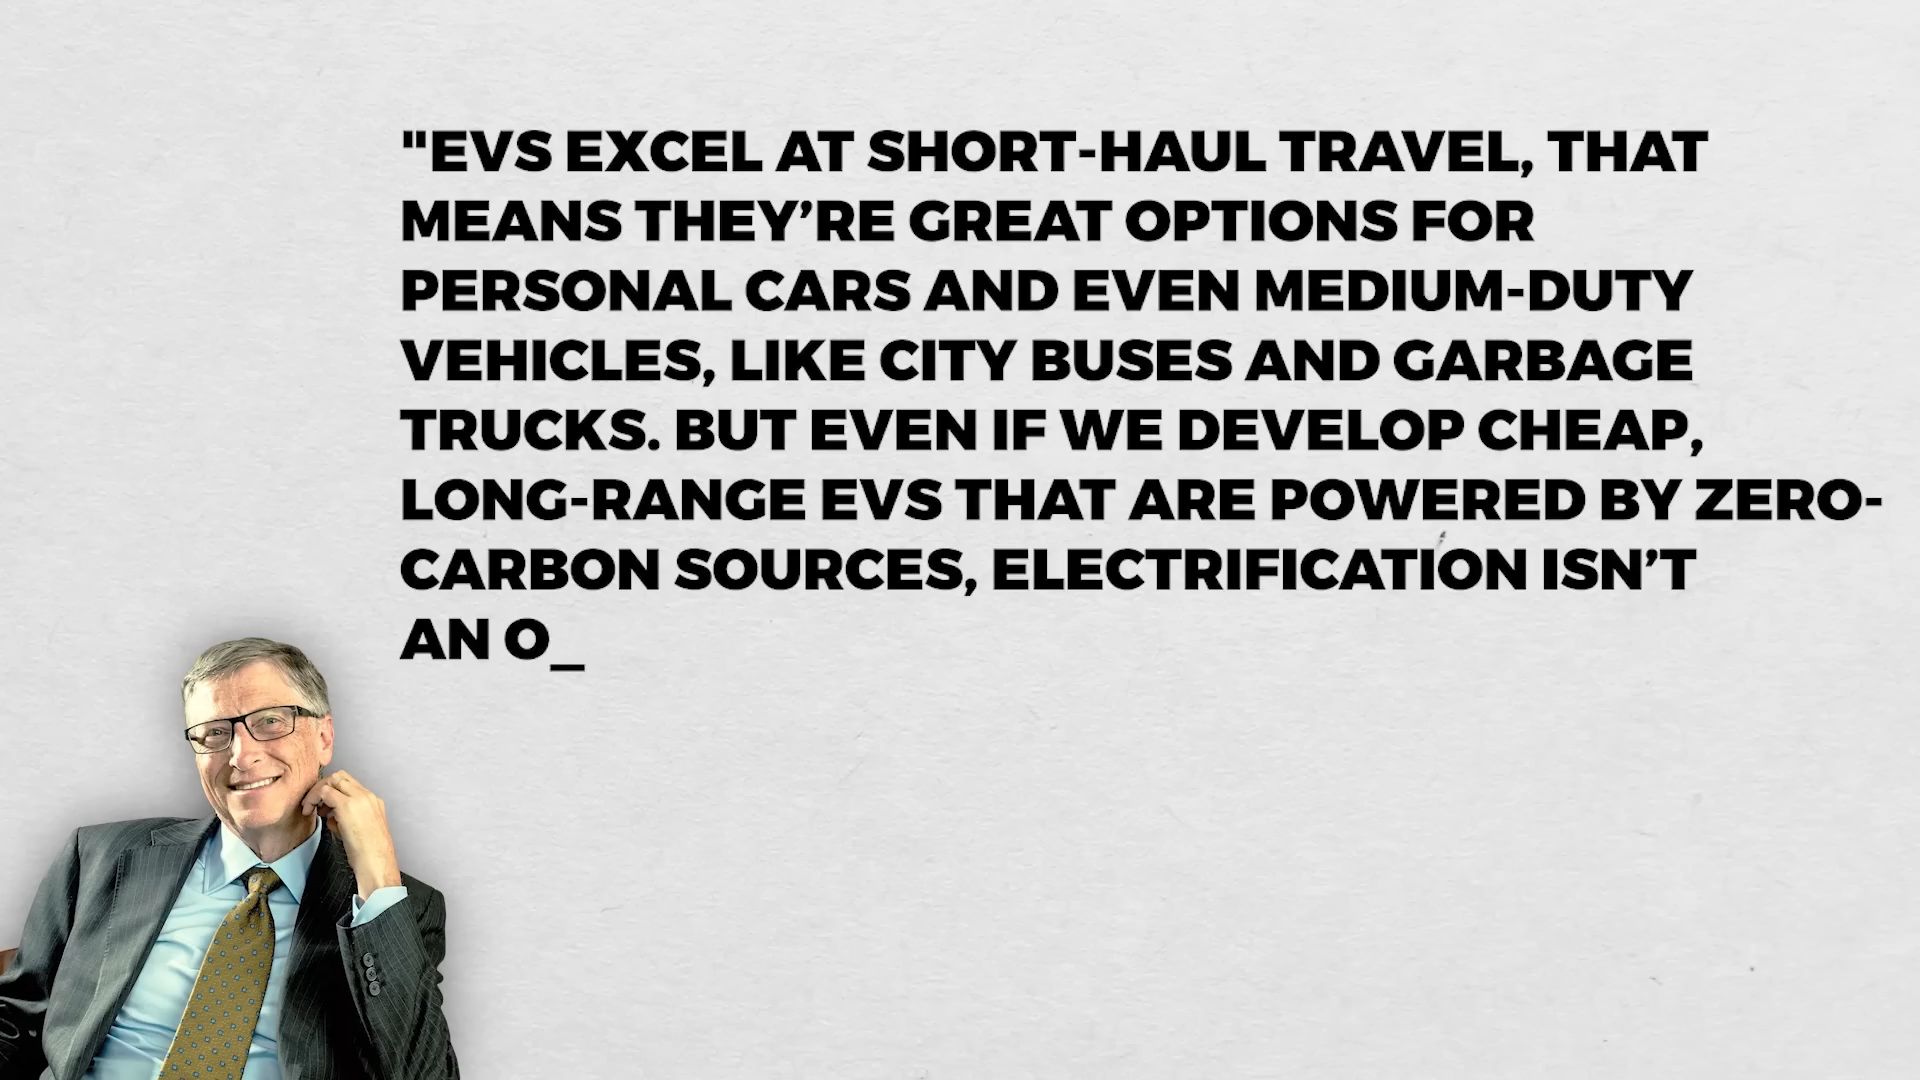 "EVS EXCEL AT SHORT-HAUL TRAVEL, THAT
MEANS THEY’RE GREAT OPTIONS FOR
PERSONAL CARS AND EVEN MEDIUM-DUTY
VEHICLES, LIKE CITY BUSES AND GARBAGE
TRUCKS. BUT EVEN IF WE DEVELOP CHEAP,
LONG-RANGE EVS THAT ARE POWERED BY ZERO-
CARBON SOURCES, ELECTRIFICATION ISN’T
AN O_